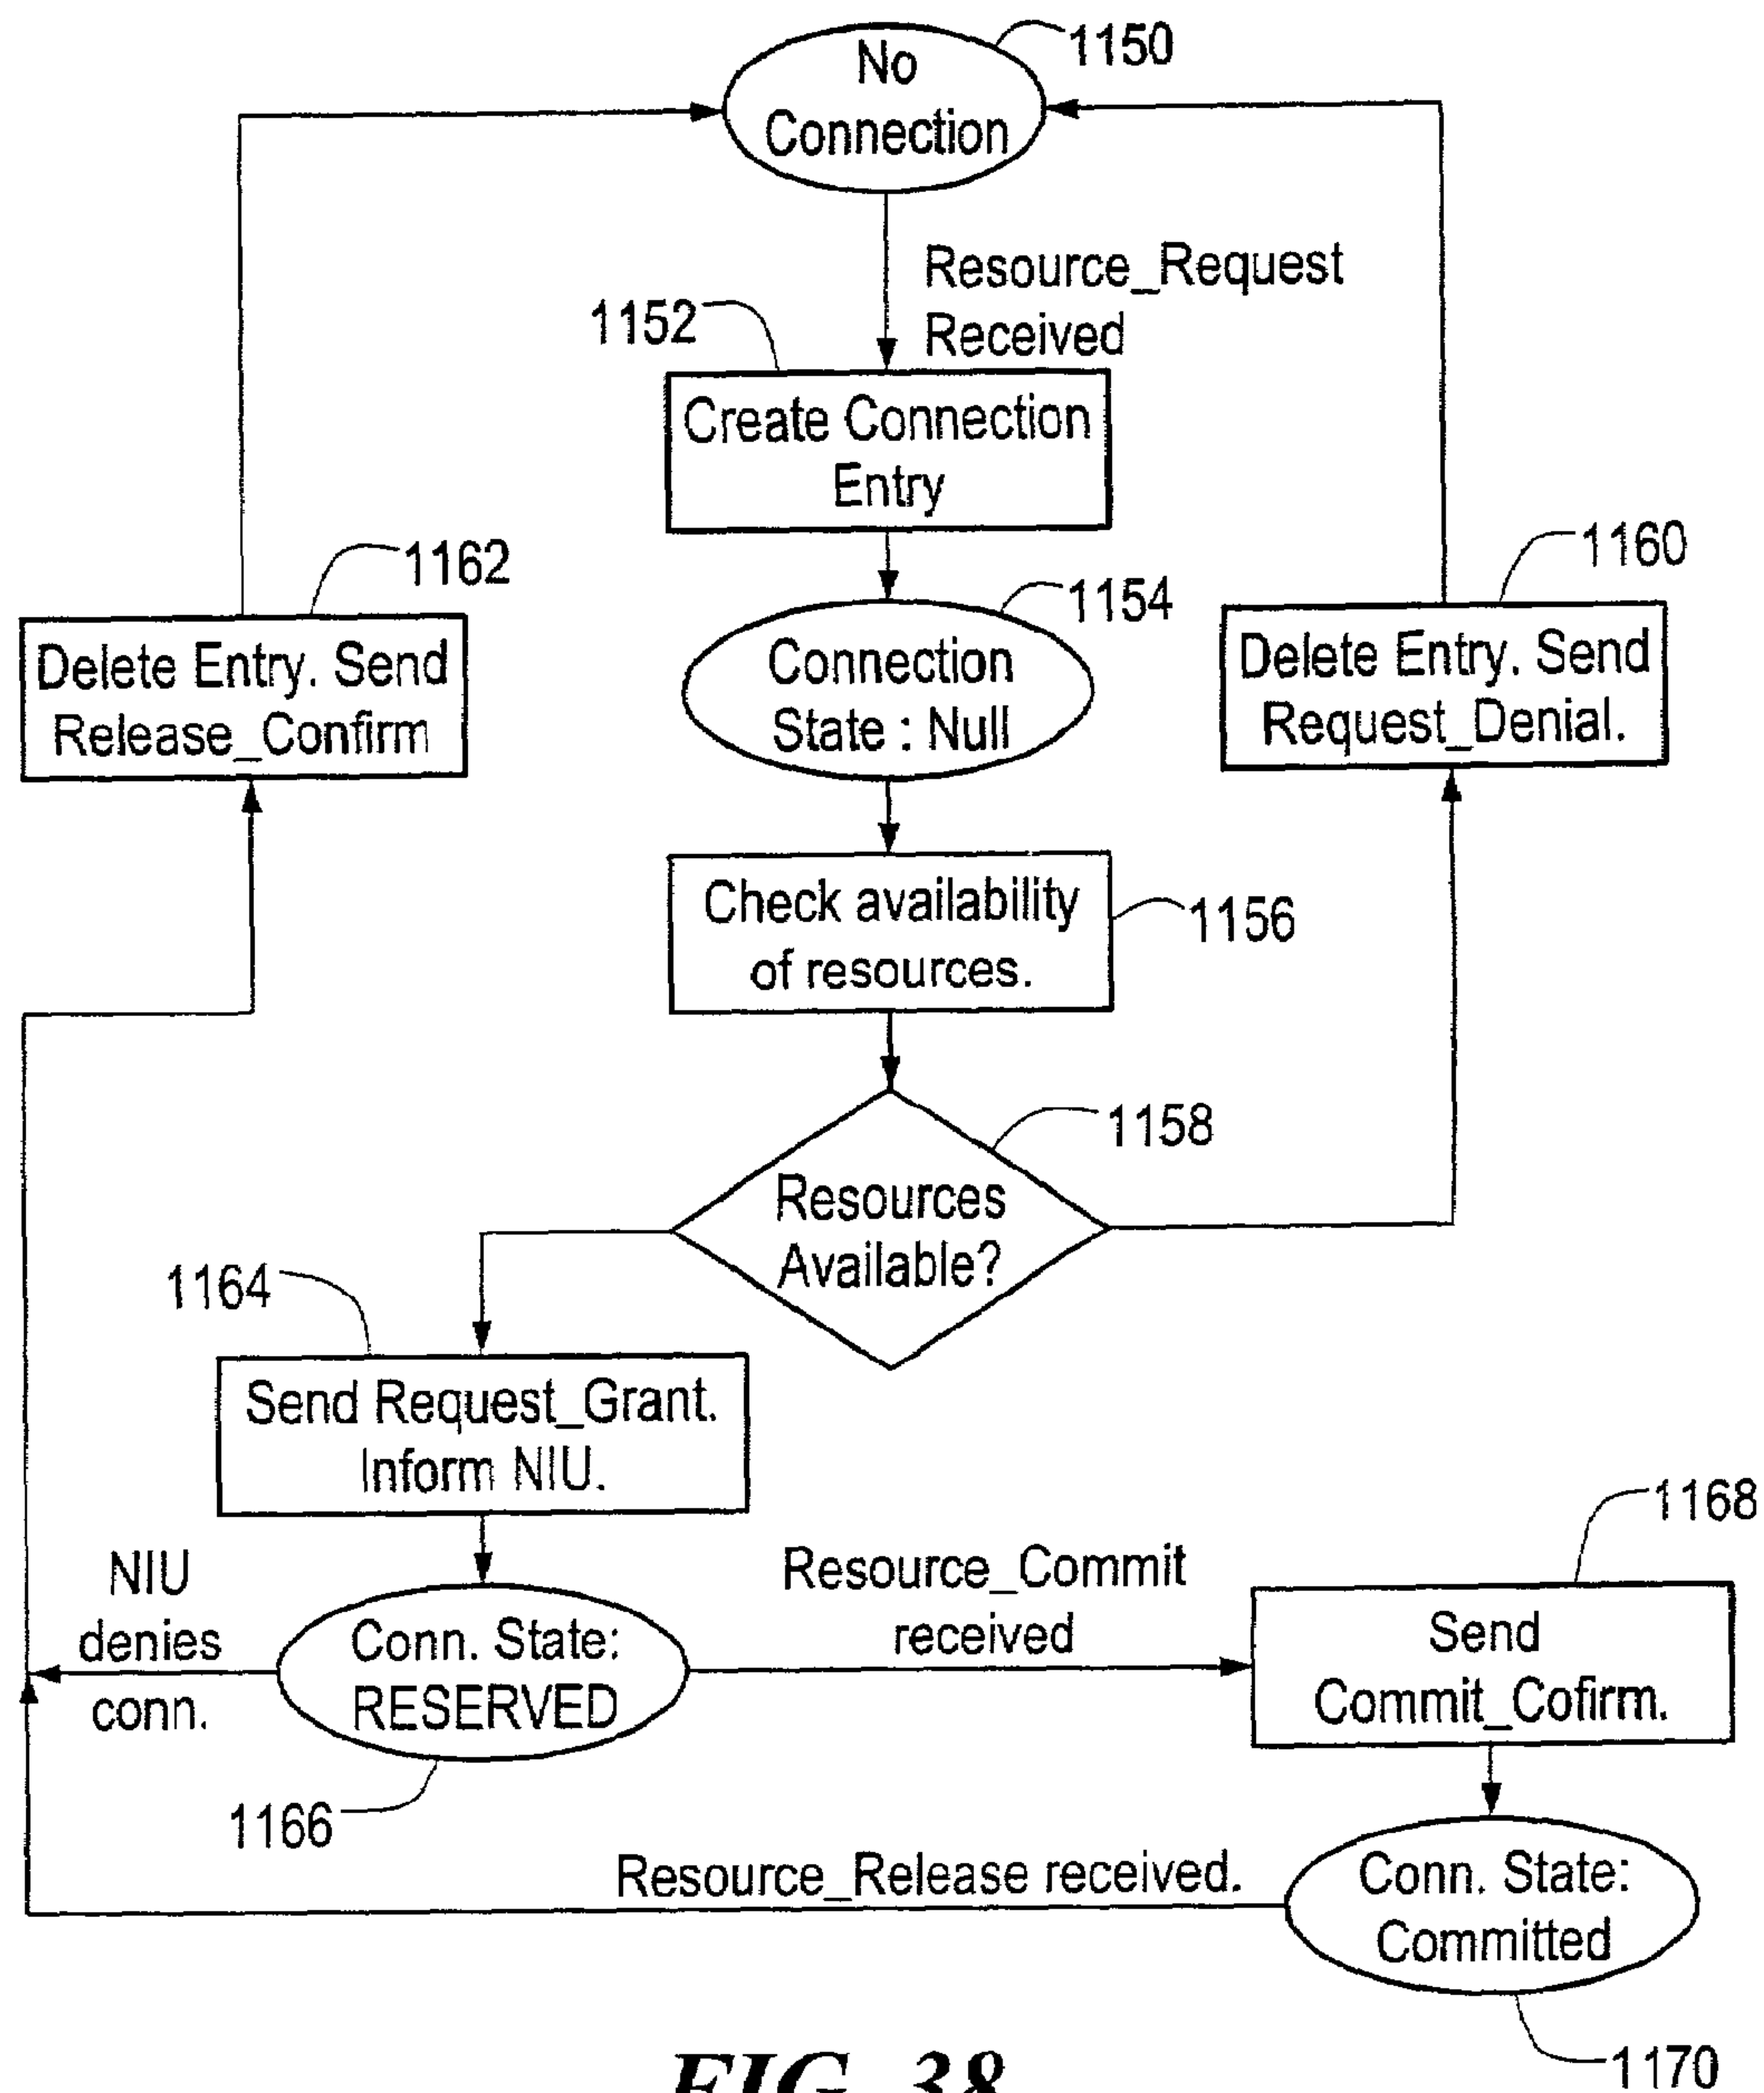 No
Connection
1150
Resource_Request
Received
1152
Create Connection
Entry
1162
Delete Entry. Send
Release_Confirm
1154
Connection
State : Null
1160
Delete Entry. Send
Request_Denial.
Check availability
of resources.
1156
1158
Resources
Available?
1164
Send Request_Grant.
Inform NIU.
NIU
denies
conn.
Conn. State:
RESERVED
1166
Resource_Commit
received
1168
Send
Commit_Cofirm.
Resource_Release received.
Conn. State:
Committed
1170
FIG. 38